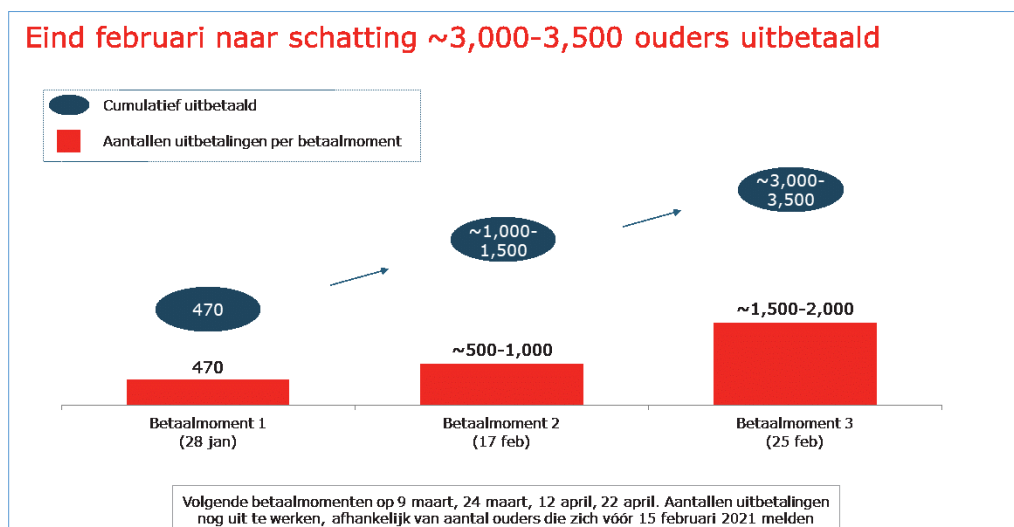 Eind februari naar schatting ~3,000-3,500 ouders uitbetaald
Cumulatief uitbetaald
Aantallen uitbetalingen per betaalmoment
~3,000-
3,500
~1,000-
1,500
470
~1,500-2,000
~500-1,000
470
Betaalmoment 1
(28 jan)
Betaalmoment 2
(17 feb)
Betaalmoment 3
(25 feb)
Volgende betaalmomenten op 9 maart, 24 maart, 12 april, 22 april. Aantallen uitbetalingen
nog uit te werken, afhankelijk van aantal ouders die zich vóór 15 februari 2021 melden